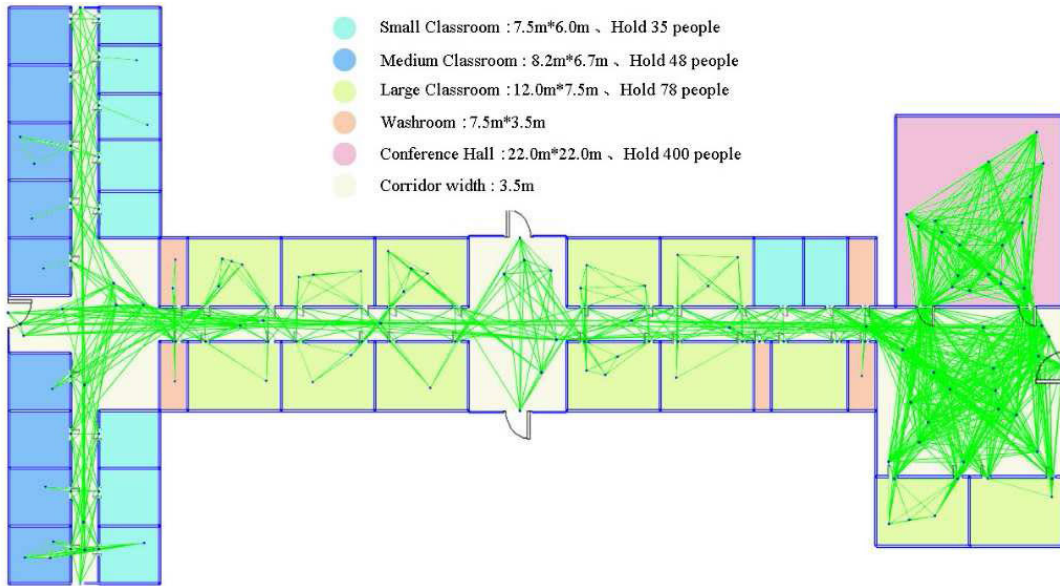 Small Classroom : 7.5m*6.0m 、 Hold 35 people
Medium Classroom : 8.2m*6.7m 、 Hold 48 people
Large Classroom : 12.0m*7.5m 、 Hold 78 people
Washroom : 7.5m*3.5m
Conference Hall : 22.0m*22.0m 、 Hold 400 people
Corridor width : 3.5m